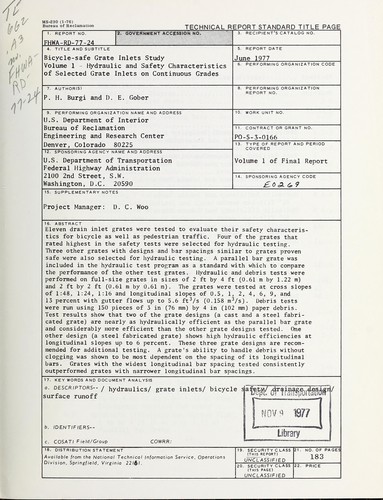 TE
662
.A3
no.
FHWA-
RD-
77-24
MS-230 (1-76)
Bureau of Reclamation
TECHNICAL REPORT STANDARD TITLE PAGE
1. REPORT NO.
FHWA-RD-77-24
2. GOVERNMENT ACCESSION NO.
3. RECIPIENT'S CATALOG NO.
4. TITLE AND SUBTITLE
Bicycle-safe Grate Inlets Study
Volume 1 - Hydraulic and Safety Characteristics
of Selected Grate Inlets on Continuous Grades
5. REPORT DATE
June 1977
6. PERFORMING ORGANIZATION CODE
7. AUTHOR(S)
P. H. Burgi and D. E. Gober
8. PERFORMING ORGANIZATION
REPORT NO.
9. PERFORMING ORGANIZATION NAME AND ADDRESS
U.S. Department of Interior
Bureau of Reclamation
Engineering and Research Center
Denver, Colorado 80225
10. WORK UNIT NO.
11. CONTRACT OR GRANT NO.
PO-5-3-0166
12. SPONSORING AGENCY NAME AND ADDRESS
U.S. Department of Transportation
Federal Highway Administration
2100 2nd Street, S.W.
Washington, D.C. 20590
13. TYPE OF REPORT AND PERIOD
COVERED
Volume 1 of Final Report
14. SPONSORING AGENCY CODE
E0269
15. SUPPLEMENTARY NOTES
Project Manager: D. C. Woo
16. ABSTRACT
Eleven drain inlet grates were tested to evaluate their safety characteris-
tics for bicycle as well as pedestrian traffic. Four of the grates that
rated highest in the safety tests were selected for hydraulic testing.
Three other grates with designs and bar spacings similar to grates proven
safe were also selected for hydraulic testing. A parallel bar grate was
included in the hydraulic test program as a standard with which to compare
the performance of the other test grates. Hydraulic and debris tests were
performed on full-size grates in sizes of 2 ft by 4 ft (0.61 m by 1.22 m)
and 2 ft by 2 ft (0.61 m by 0.61 m). The grates were tested at cross slopes
of 1:48, 1:24, 1:16 and longitudinal slopes of 0.5, 1, 2, 4, 6, 9, and
13 percent with gutter flows up to 5.6 ft³/s (0.158 m³/s). Debris tests
were run using 150 pieces of 3 in (76 mm) by 4 in (102 mm) paper debris.
Test results show that two of the grate designs (a cast and a steel fabri-
cated grate) are nearly as hydraulically efficient as the parallel bar grate
and considerably more efficient than the other grate designs tested. One
other design (a steel fabricated grate) shows high hydraulic efficiencies at
longitudinal slopes up to 6 percent. These three grate designs are recom-
mended for additional testing. A grate's ability to handle debris without
clogging was shown to be most dependent on the spacing of its longitudinal
bars. Grates with the widest longitudinal bar spacing tested consistently
outperformed grates with narrower longitudinal bar spacings.
17. KEY WORDS AND DOCUMENT ANALYSIS
a. DESCRIPTORS-- / hydraulics/ grate inlets/ bicycle safety/ drainage design/
surface runoff
Dept. of Transportation
NOV 9 1977
Library
b. IDENTIFIERS--
c. COSATI Field/Group COWRR:
18. DISTRIBUTION STATEMENT
Available from the National Technical Information Service, Operations
Division, Springfield, Virginia 22161.
19. SECURITY CLASS
(THIS REPORT)
UNCLASSIFIED
21. NO. OF PAGES
183
20. SECURITY CLASS
(THIS PAGE)
UNCLASSIFIED
22. PRICE